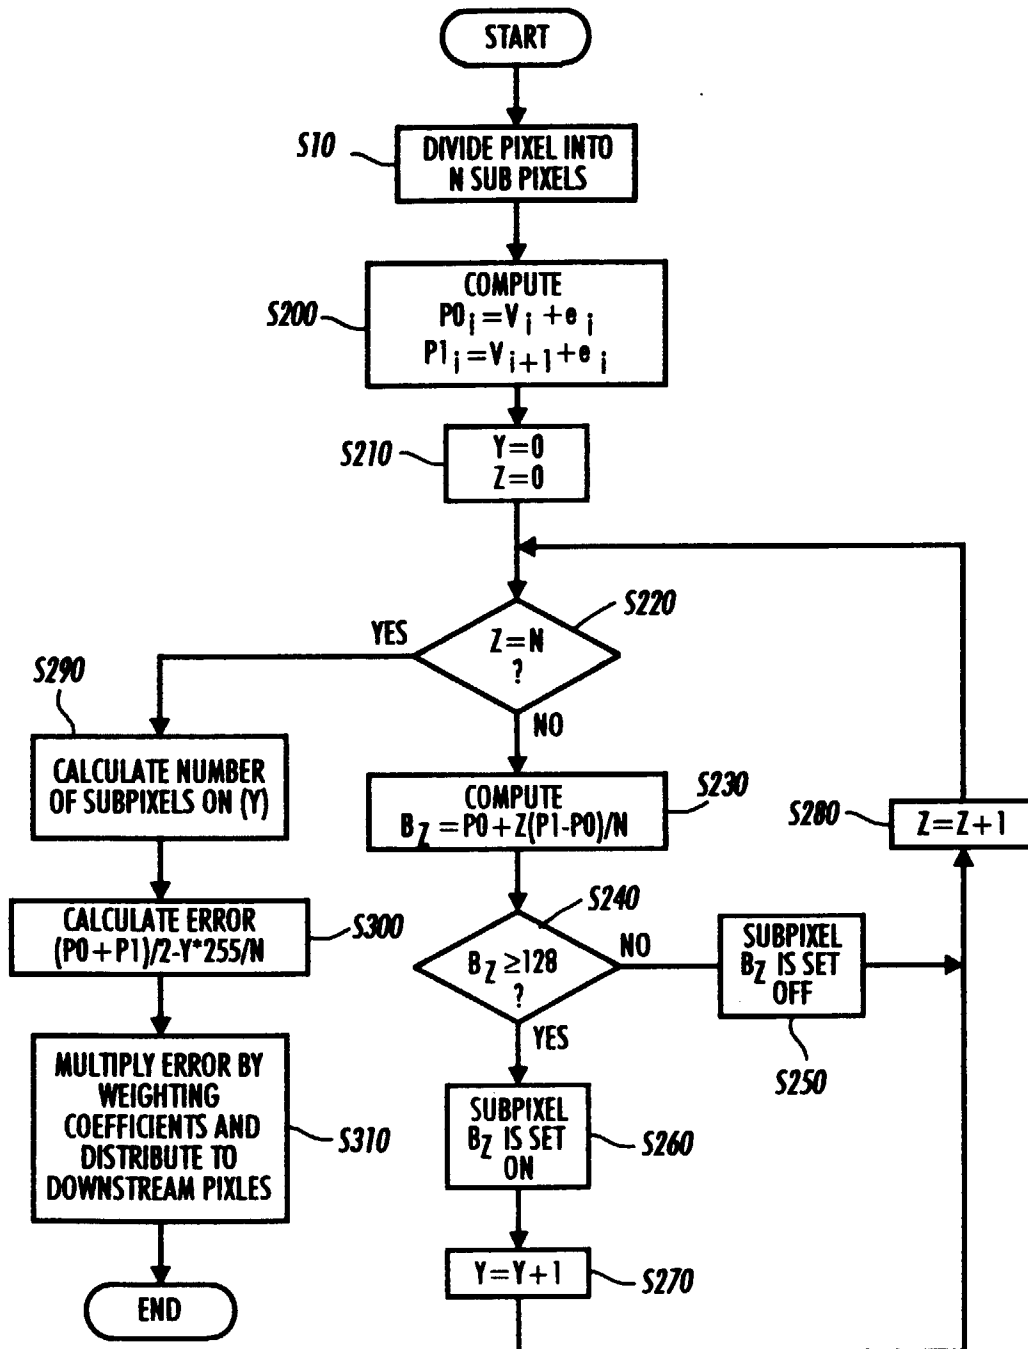 START
S10
DIVIDE PIXEL INTO
N SUB PIXELS
S200
COMPUTE
P0i=Vi+ei
P1i=Vi+1+ei
S210
Y=0
Z=0
S220
YES
Z=N
?
NO
S290
CALCULATE NUMBER
OF SUBPIXELS ON (Y)
S230
COMPUTE
BZ=P0+Z(P1-P0)/N
S280
Z=Z+1
S300
CALCULATE ERROR
(P0+P1)/2-Y*255/N
S240
BZ≥128
?
NO
YES
SUBPIXEL
BZ IS SET
OFF
S250
MULTIPLY ERROR BY
WEIGHTING
COEFFICIENTS AND
DISTRIBUTE TO
DOWNSTREAM PIXLES
S310
SUBPIXEL
BZ IS SET
ON
S260
Y=Y+1
S270
END